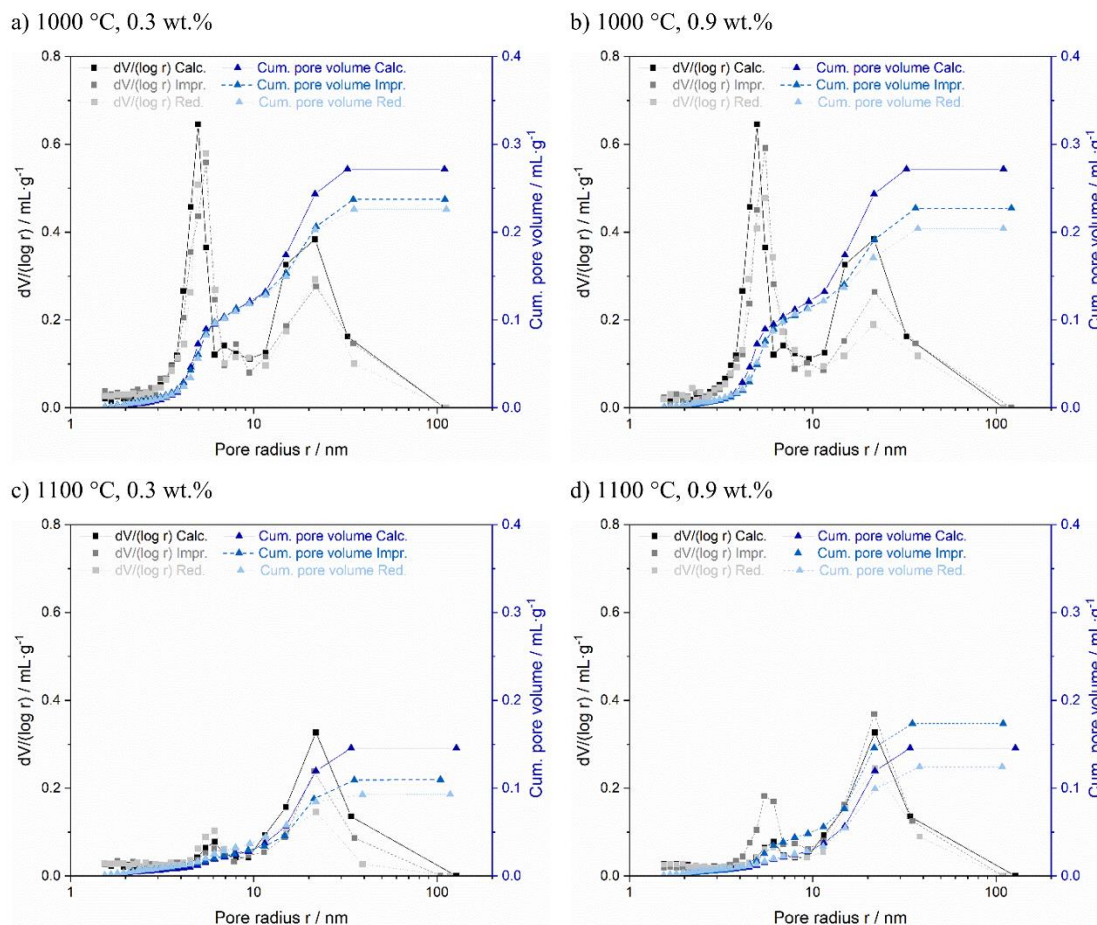 a) 1000 °C, 0.3 wt.%
b) 1000 °C, 0.9 wt.%
0.8
0.6
0.4
0.2
0.0
dV/(log r) / mL·g⁻¹
dV/(log r) Calc.
dV/(log r) Impr.
dV/(log r) Red.
Cum. pore volume Calc.
Cum. pore volume Impr.
Cum. pore volume Red.
0.4
0.3
0.2
0.1
0.0
Cum. pore volume / mL·g⁻¹
1
10
100
Pore radius r / nm
0.8
0.6
0.4
0.2
0.0
dV/(log r) / mL·g⁻¹
dV/(log r) Calc.
dV/(log r) Impr.
dV/(log r) Red.
Cum. pore volume Calc.
Cum. pore volume Impr.
Cum. pore volume Red.
0.4
0.3
0.2
0.1
0.0
Cum. pore volume / mL·g⁻¹
1
10
100
Pore radius r / nm
c) 1100 °C, 0.3 wt.%
d) 1100 °C, 0.9 wt.%
0.8
0.6
0.4
0.2
0.0
dV/(log r) / mL·g⁻¹
dV/(log r) Calc.
dV/(log r) Impr.
dV/(log r) Red.
Cum. pore volume Calc.
Cum. pore volume Impr.
Cum. pore volume Red.
0.4
0.3
0.2
0.1
0.0
Cum. pore volume / mL·g⁻¹
1
10
100
Pore radius r / nm
0.8
0.6
0.4
0.2
0.0
dV/(log r) / mL·g⁻¹
dV/(log r) Calc.
dV/(log r) Impr.
dV/(log r) Red.
Cum. pore volume Calc.
Cum. pore volume Impr.
Cum. pore volume Red.
0.4
0.3
0.2
0.1
0.0
Cum. pore volume / mL·g⁻¹
1
10
100
Pore radius r / nm